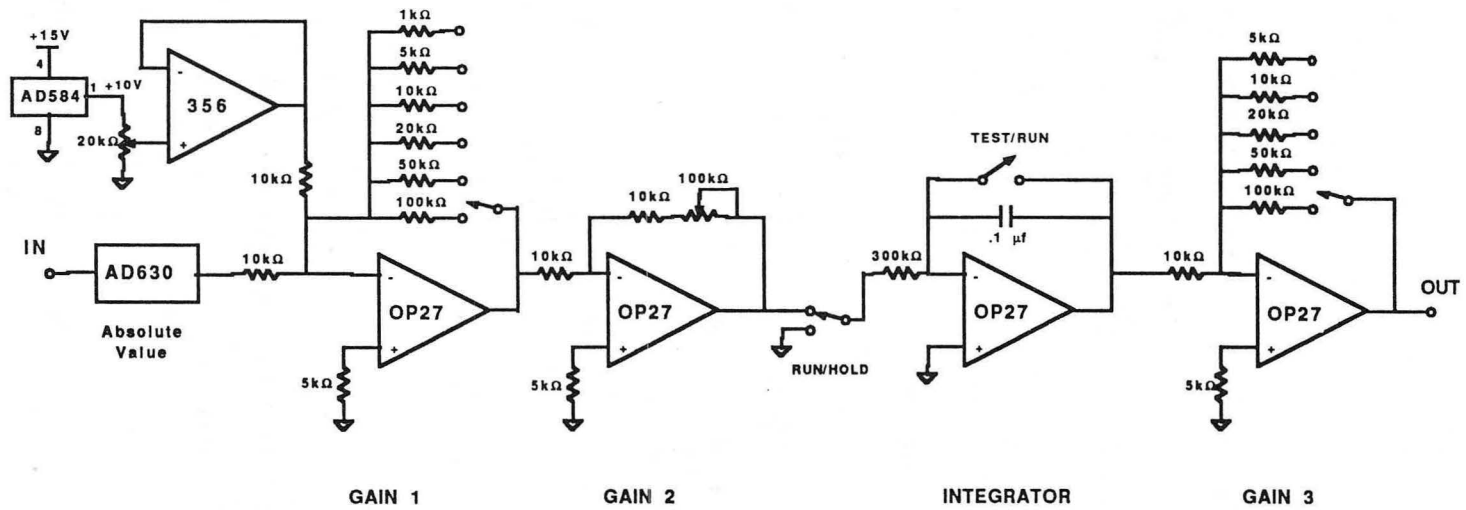 +15V
4
AD584
1 +10V
8
20kΩ
-
356
+
10kΩ
1kΩ
5kΩ
10kΩ
20kΩ
50kΩ
100kΩ
IN
AD630
Absolute
Value
10kΩ
-
OP27
+
5kΩ
10kΩ
10kΩ
100kΩ
-
OP27
+
5kΩ
RUN/HOLD
TEST/RUN
.1 µf
300kΩ
-
OP27
+
10kΩ
5kΩ
10kΩ
20kΩ
50kΩ
100kΩ
-
OP27
+
5kΩ
OUT
GAIN 1
GAIN 2
INTEGRATOR
GAIN 3